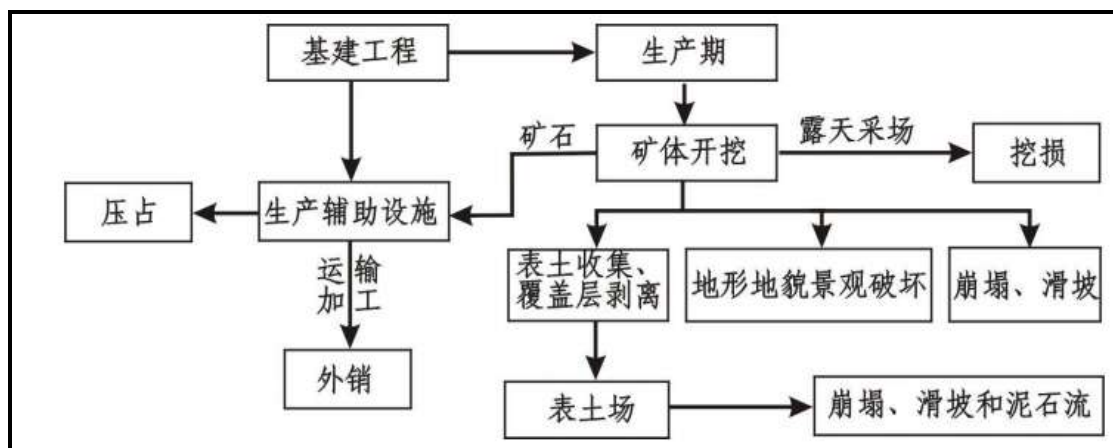 基建工程
生产期
矿石
矿体开挖
露天采场
挖损
压占
生产辅助设施
运输
加工
表土收集、
覆盖层剥离
地形地貌景观破坏
崩塌、滑坡
外销
表土场
崩塌、滑坡和泥石流